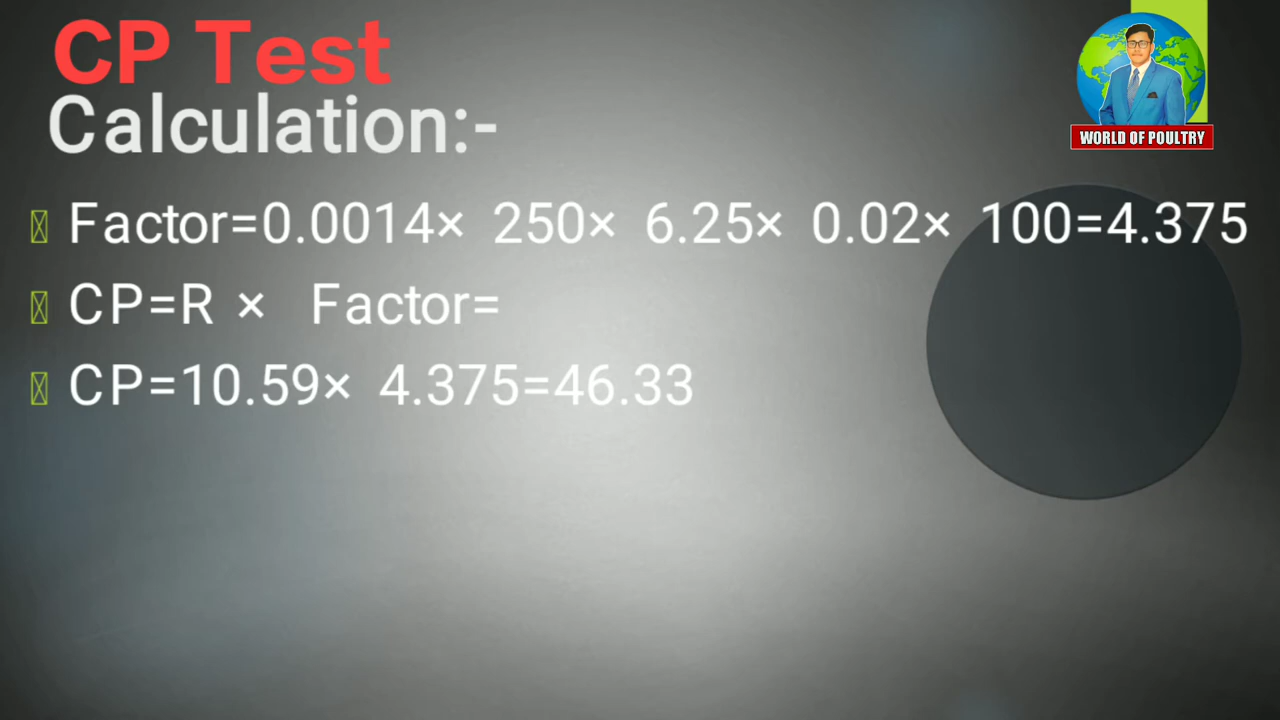 CP Test
Calculation:-
WORLD OF POULTRY
Factor=0.0014× 250× 6.25× 0.02× 100=4.375
CP=R × Factor=
CP=10.59× 4.375=46.33